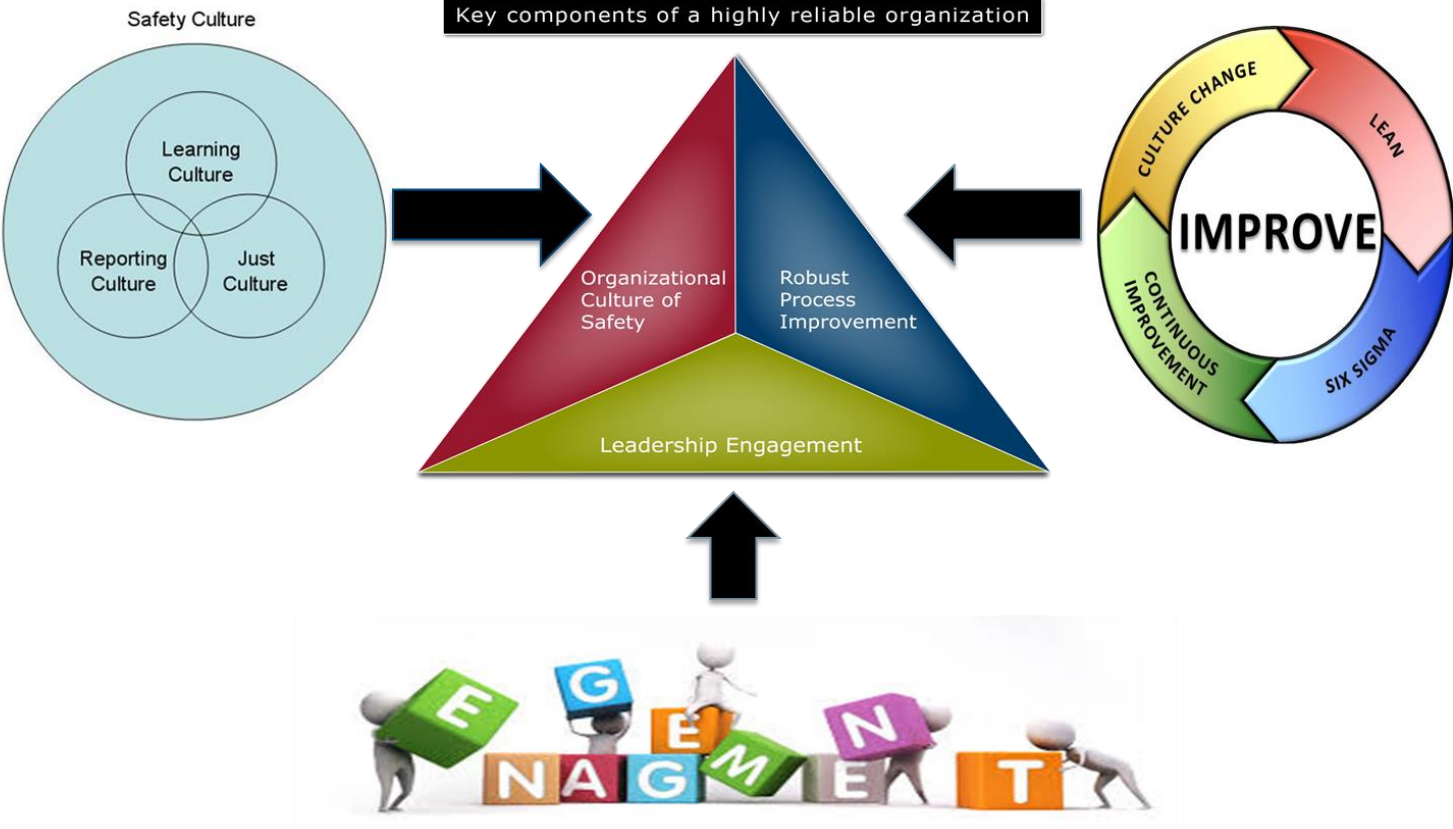 Safety Culture
Key components of a highly reliable organization
Learning
Culture
Reporting
Culture
Just
Culture
Organizational
Culture of
Safety
Robust
Process
Improvement
Leadership Engagement
CULTURE CHANGE
LEAN
SIX SIGMA
CONTINUOUS
IMPROVEMENT
IMPROVE
E
G
E
M
N
N A G E T